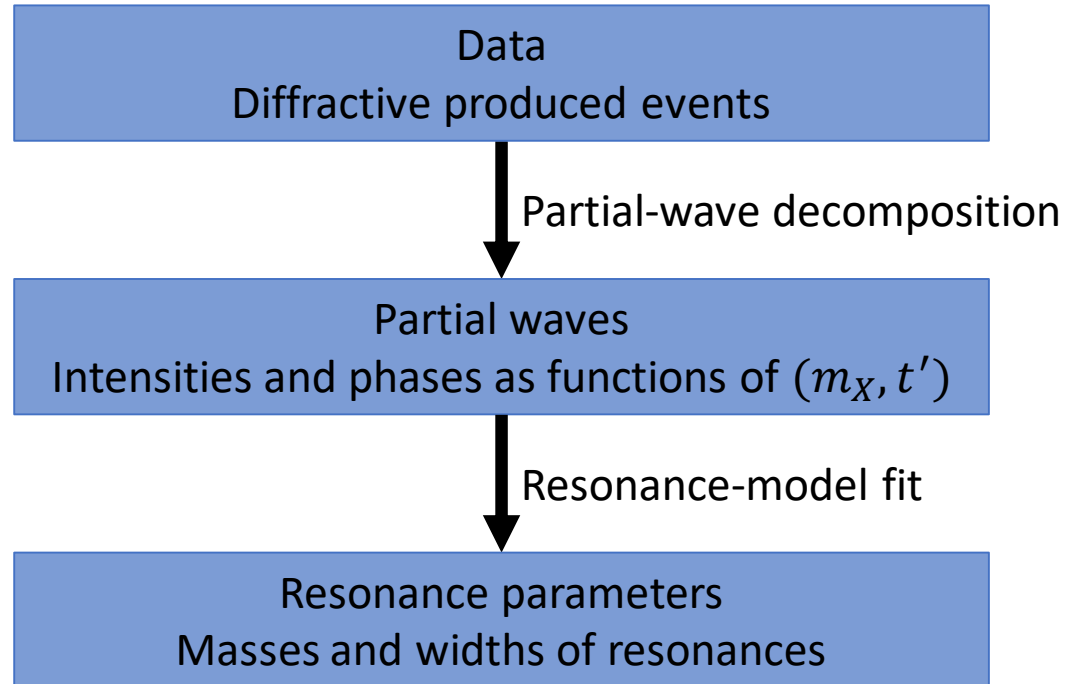 Data
Diffractive produced events
Partial-wave decomposition
Partial waves
Intensities and phases as functions of (m_X, t′)
Resonance-model fit
Resonance parameters
Masses and widths of resonances